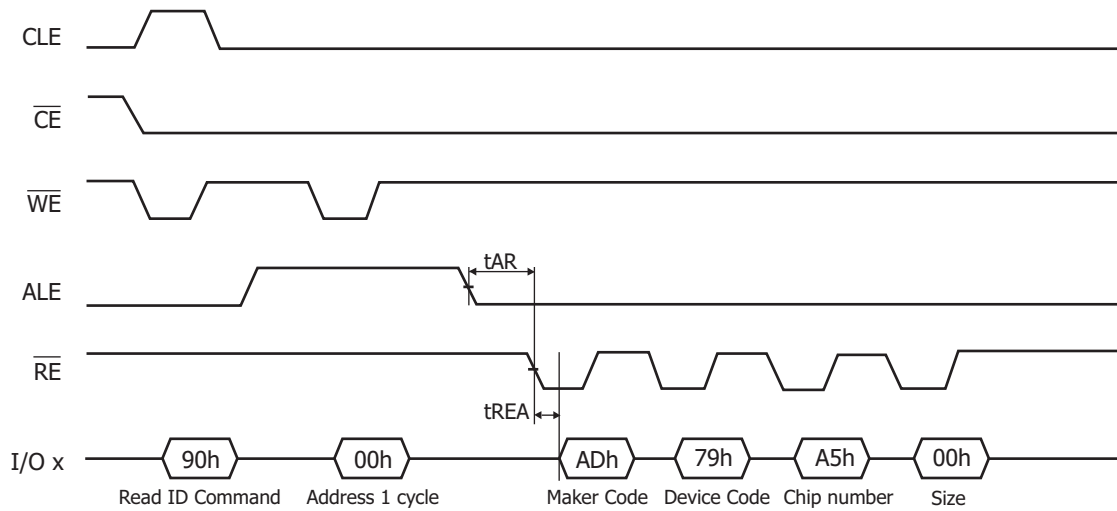 CLE
CE
WE
ALE
tAR
RE
tREA
I/O x
90h 00h ADh 79h A5h 00h
Read ID Command Address 1 cycle Maker Code Device Code Chip number Size